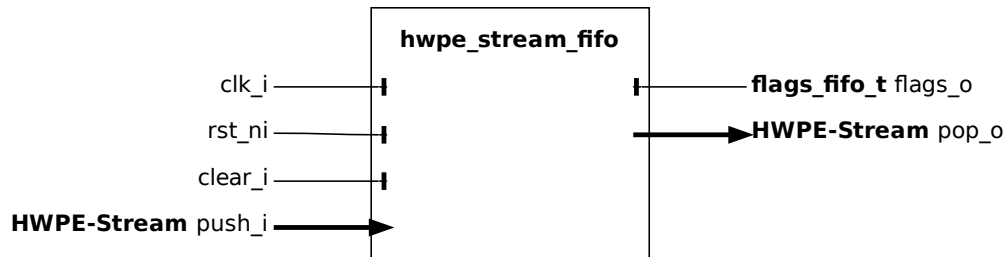 hwpe_stream_fifo
clk_i
flags_fifo_t flags_o
rst_ni
HWPE-Stream pop_o
clear_i
HWPE-Stream push_i